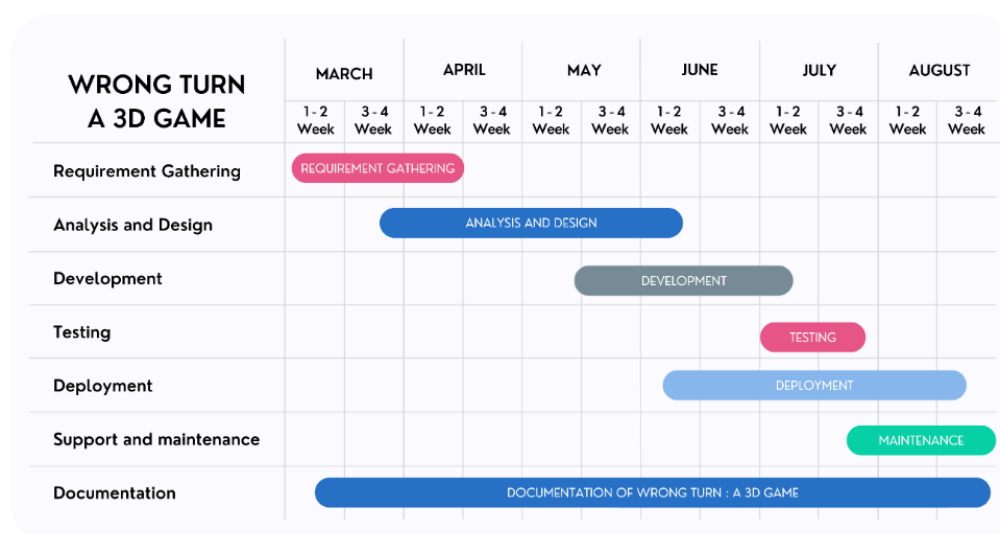 WRONG TURN
A 3D GAME
MARCH
APRIL
MAY
JUNE
JULY
AUGUST
1 - 2 Week
3 - 4 Week
1 - 2 Week
3 - 4 Week
1 - 2 Week
3 - 4 Week
1 - 2 Week
3 - 4 Week
1 - 2 Week
3 - 4 Week
1 - 2 Week
3 - 4 Week
Requirement Gathering
REQUIREMENT GATHERING
Analysis and Design
ANALYSIS AND DESIGN
Development
DEVELOPMENT
Testing
TESTING
Deployment
DEPLOYMENT
Support and maintenance
MAINTENANCE
Documentation
DOCUMENTATION OF WRONG TURN : A 3D GAME